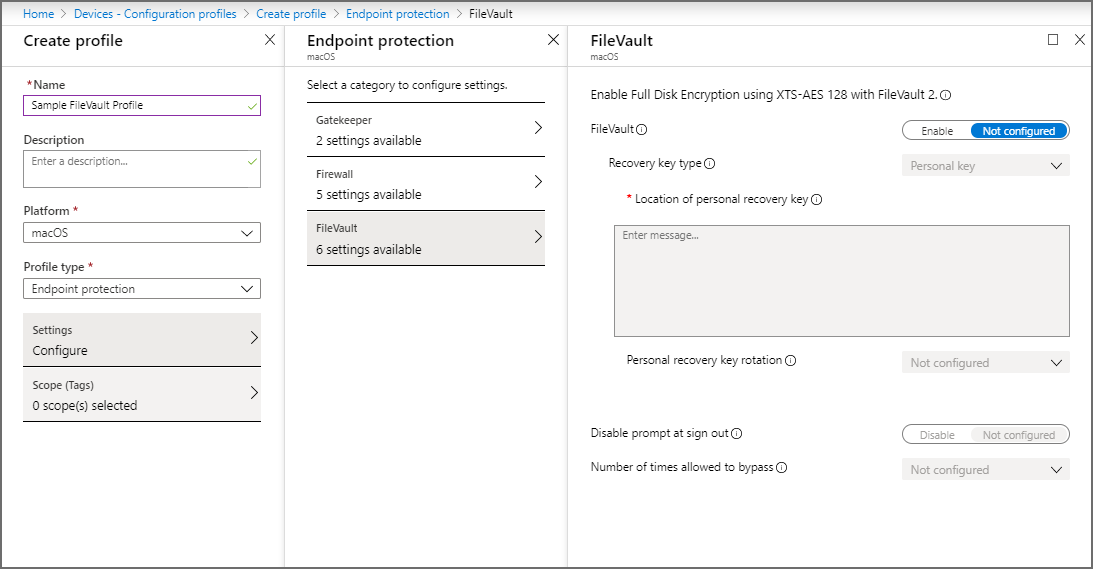 Home > Devices - Configuration profiles > Create profile > Endpoint protection > FileVault
Create profile
*Name
Sample FileVault Profile
Description
Enter a description...
Platform *
macOS
Profile type *
Endpoint protection
Settings
Configure
Scope (Tags)
0 scope(s) selected
Endpoint protection
macOS
Select a category to configure settings.
Gatekeeper
2 settings available
Firewall
5 settings available
FileVault
6 settings available
FileVault
macOS
Enable Full Disk Encryption using XTS-AES 128 with FileVault 2.
FileVault
Enable Not configured
Recovery key type
Personal key
* Location of personal recovery key
Enter message...
Personal recovery key rotation
Not configured
Disable prompt at sign out
Disable Not configured
Number of times allowed to bypass
Not configured